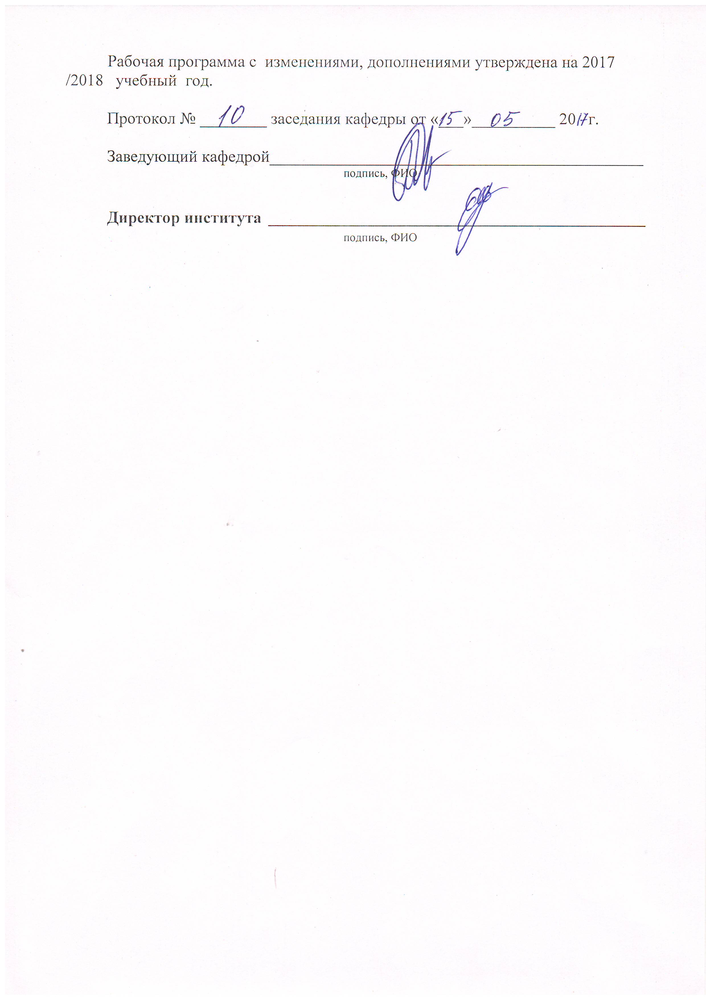 Рабочая программа с изменениями, дополнениями утверждена на 2017
/2018 учебный год.
Протокол № 10 заседания кафедры от «15» 05 2017г.
Заведующий кафедрой
подпись, ФИО
Директор института
подпись, ФИО